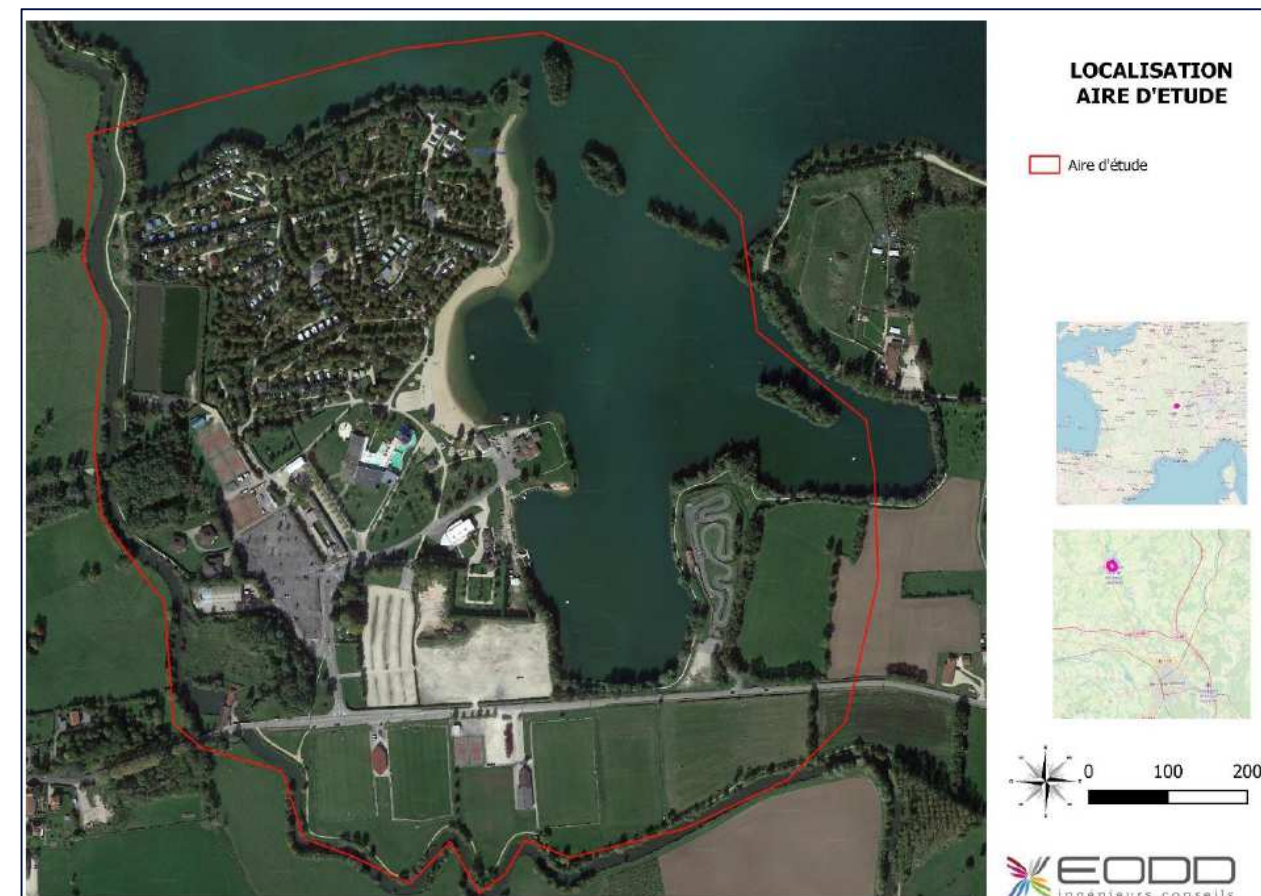 LOCALISATION
AIRE D'ETUDE
Aire d'étude
0 100 200
EODD
ingénieurs conseils